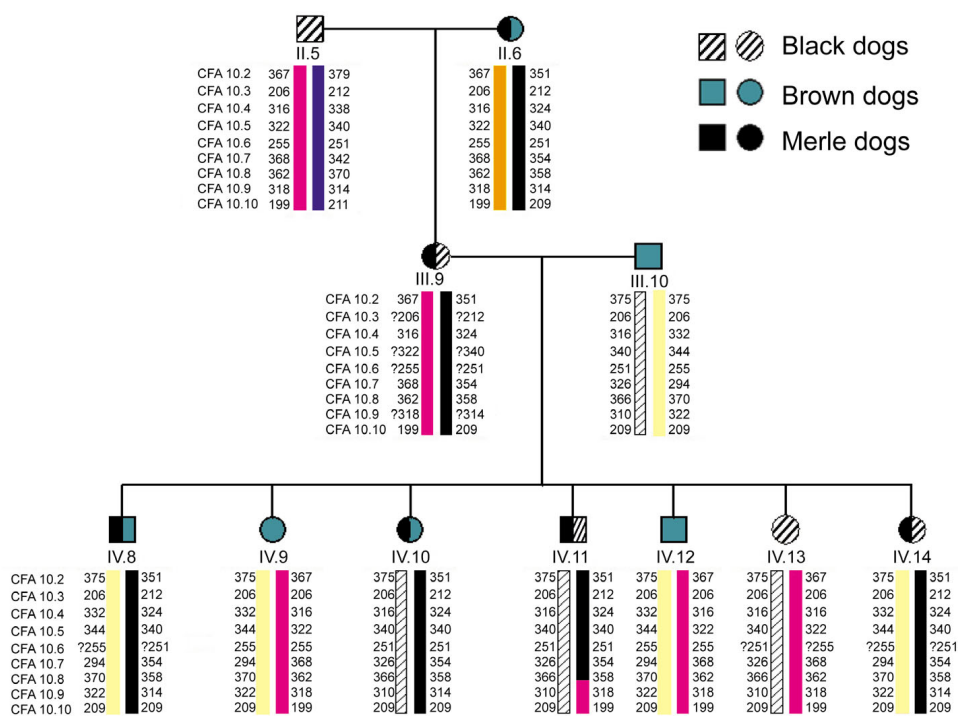 II.5 II.6
Black dogs
CFA 10.2 367 379 367 351
CFA 10.3 206 212 206 212
CFA 10.4 316 338 316 324
CFA 10.5 322 340 322 340
CFA 10.6 255 251 255 251
CFA 10.7 368 342 368 354
CFA 10.8 362 370 362 358
CFA 10.9 318 314 318 314
CFA 10.10 199 211 199 209
Brown dogs
Merle dogs
III.9 III.10
CFA 10.2 367 351 375 375
CFA 10.3 ?206 ?212 206 206
CFA 10.4 316 324 316 332
CFA 10.5 ?322 ?340 340 344
CFA 10.6 ?255 ?251 251 255
CFA 10.7 368 354 326 294
CFA 10.8 362 358 366 370
CFA 10.9 ?318 ?314 310 322
CFA 10.10 199 209 209 209
IV.8 IV.9 IV.10 IV.11 IV.12 IV.13 IV.14
CFA 10.2 375 351 375 367 375 351 375 351 375 367 375 367 375 351
CFA 10.3 206 212 206 206 206 212 206 212 206 206 206 206 206 212
CFA 10.4 332 324 332 316 316 324 316 324 332 316 316 316 332 324
CFA 10.5 344 340 344 322 340 340 340 340 344 322 340 322 344 340
CFA 10.6 ?255 ?251 255 255 251 251 251 251 255 255 ?251 ?255 ?255 ?251
CFA 10.7 294 354 294 368 326 354 326 354 294 368 326 368 294 354
CFA 10.8 370 358 370 362 366 358 366 358 370 362 366 362 370 358
CFA 10.9 322 314 322 318 310 314 310 318 322 318 310 318 322 314
CFA 10.10 209 209 209 199 209 209 209 199 209 199 209 199 209 209